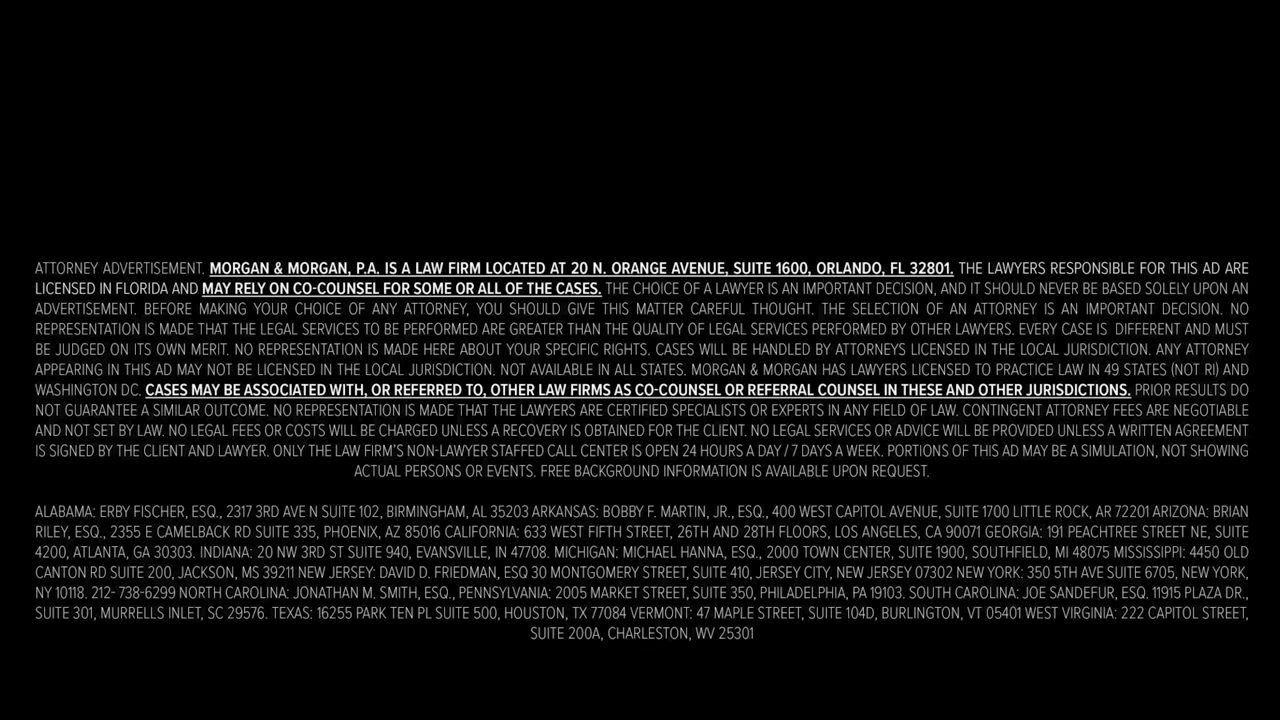 ATTORNEY ADVERTISEMENT. MORGAN & MORGAN, P.A. IS A LAW FIRM LOCATED AT 20 N. ORANGE AVENUE, SUITE 1600, ORLANDO, FL 32801. THE LAWYERS RESPONSIBLE FOR THIS AD ARE
LICENSED IN FLORIDA AND MAY RELY ON CO-COUNSEL FOR SOME OR ALL OF THE CASES. THE CHOICE OF A LAWYER IS AN IMPORTANT DECISION, AND IT SHOULD NEVER BE BASED SOLELY UPON AN
ADVERTISEMENT. BEFORE MAKING YOUR CHOICE OF ANY ATTORNEY, YOU SHOULD GIVE THIS MATTER CAREFUL THOUGHT. THE SELECTION OF AN ATTORNEY IS AN IMPORTANT DECISION. NO
REPRESENTATION IS MADE THAT THE LEGAL SERVICES TO BE PERFORMED ARE GREATER THAN THE QUALITY OF LEGAL SERVICES PERFORMED BY OTHER LAWYERS. EVERY CASE IS DIFFERENT AND MUST
BE JUDGED ON ITS OWN MERIT. NO REPRESENTATION IS MADE HERE ABOUT YOUR SPECIFIC RIGHTS. CASES WILL BE HANDLED BY ATTORNEYS LICENSED IN THE LOCAL JURISDICTION. ANY ATTORNEY
APPEARING IN THIS AD MAY NOT BE LICENSED IN THE LOCAL JURISDICTION. NOT AVAILABLE IN ALL STATES. MORGAN & MORGAN HAS LAWYERS LICENSED TO PRACTICE LAW IN 49 STATES (NOT RI) AND
WASHINGTON DC. CASES MAY BE ASSOCIATED WITH, OR REFERRED TO, OTHER LAW FIRMS AS CO-COUNSEL OR REFERRAL COUNSEL IN THESE AND OTHER JURISDICTIONS. PRIOR RESULTS DO
NOT GUARANTEE A SIMILAR OUTCOME. NO REPRESENTATION IS MADE THAT THE LAWYERS ARE CERTIFIED SPECIALISTS OR EXPERTS IN ANY FIELD OF LAW. CONTINGENT ATTORNEY FEES ARE NEGOTIABLE
AND NOT SET BY LAW. NO LEGAL FEES OR COSTS WILL BE CHARGED UNLESS A RECOVERY IS OBTAINED FOR THE CLIENT. NO LEGAL SERVICES OR ADVICE WILL BE PROVIDED UNLESS A WRITTEN AGREEMENT
IS SIGNED BY THE CLIENT AND LAWYER. ONLY THE LAW FIRM'S NON-LAWYER STAFFED CALL CENTER IS OPEN 24 HOURS A DAY / 7 DAYS A WEEK. PORTIONS OF THIS AD MAY BE A SIMULATION, NOT SHOWING
ACTUAL PERSONS OR EVENTS. FREE BACKGROUND INFORMATION IS AVAILABLE UPON REQUEST.
ALABAMA: ERBY FISCHER, ESQ., 2317 3RD AVE N SUITE 102, BIRMINGHAM, AL 35203 ARKANSAS: BOBBY F. MARTIN, JR., ESQ., 400 WEST CAPITOL AVENUE, SUITE 1700 LITTLE ROCK, AR 72201 ARIZONA: BRIAN
RILEY, ESQ., 2355 E CAMELBACK RD SUITE 335, PHOENIX, AZ 85016 CALIFORNIA: 633 WEST FIFTH STREET, 26TH AND 28TH FLOORS, LOS ANGELES, CA 90071 GEORGIA: 191 PEACHTREE STREET NE, SUITE
4200, ATLANTA, GA 30303. INDIANA: 20 NW 3RD ST SUITE 940, EVANSVILLE, IN 47708. MICHIGAN: MICHAEL HANNA, ESQ., 2000 TOWN CENTER, SUITE 1900, SOUTHFIELD, MI 48075 MISSISSIPPI: 4450 OLD
CANTON RD SUITE 200, JACKSON, MS 39211 NEW JERSEY: DAVID D. FRIEDMAN, ESQ 30 MONTGOMERY STREET, SUITE 410, JERSEY CITY, NEW JERSEY 07302 NEW YORK: 350 5TH AVE SUITE 6705, NEW YORK,
NY 10118. 212- 738-6299 NORTH CAROLINA: JONATHAN M. SMITH, ESQ., PENNSYLVANIA: 2005 MARKET STREET, SUITE 350, PHILADELPHIA, PA 19103. SOUTH CAROLINA: JOE SANDEFUR, ESQ. 11915 PLAZA DR.,
SUITE 301, MURRELLS INLET, SC 29576. TEXAS: 16255 PARK TEN PL SUITE 500, HOUSTON, TX 77084 VERMONT: 47 MAPLE STREET, SUITE 104D, BURLINGTON, VT 05401 WEST VIRGINIA: 222 CAPITOL STREET,
SUITE 200A, CHARLESTON, WV 25301